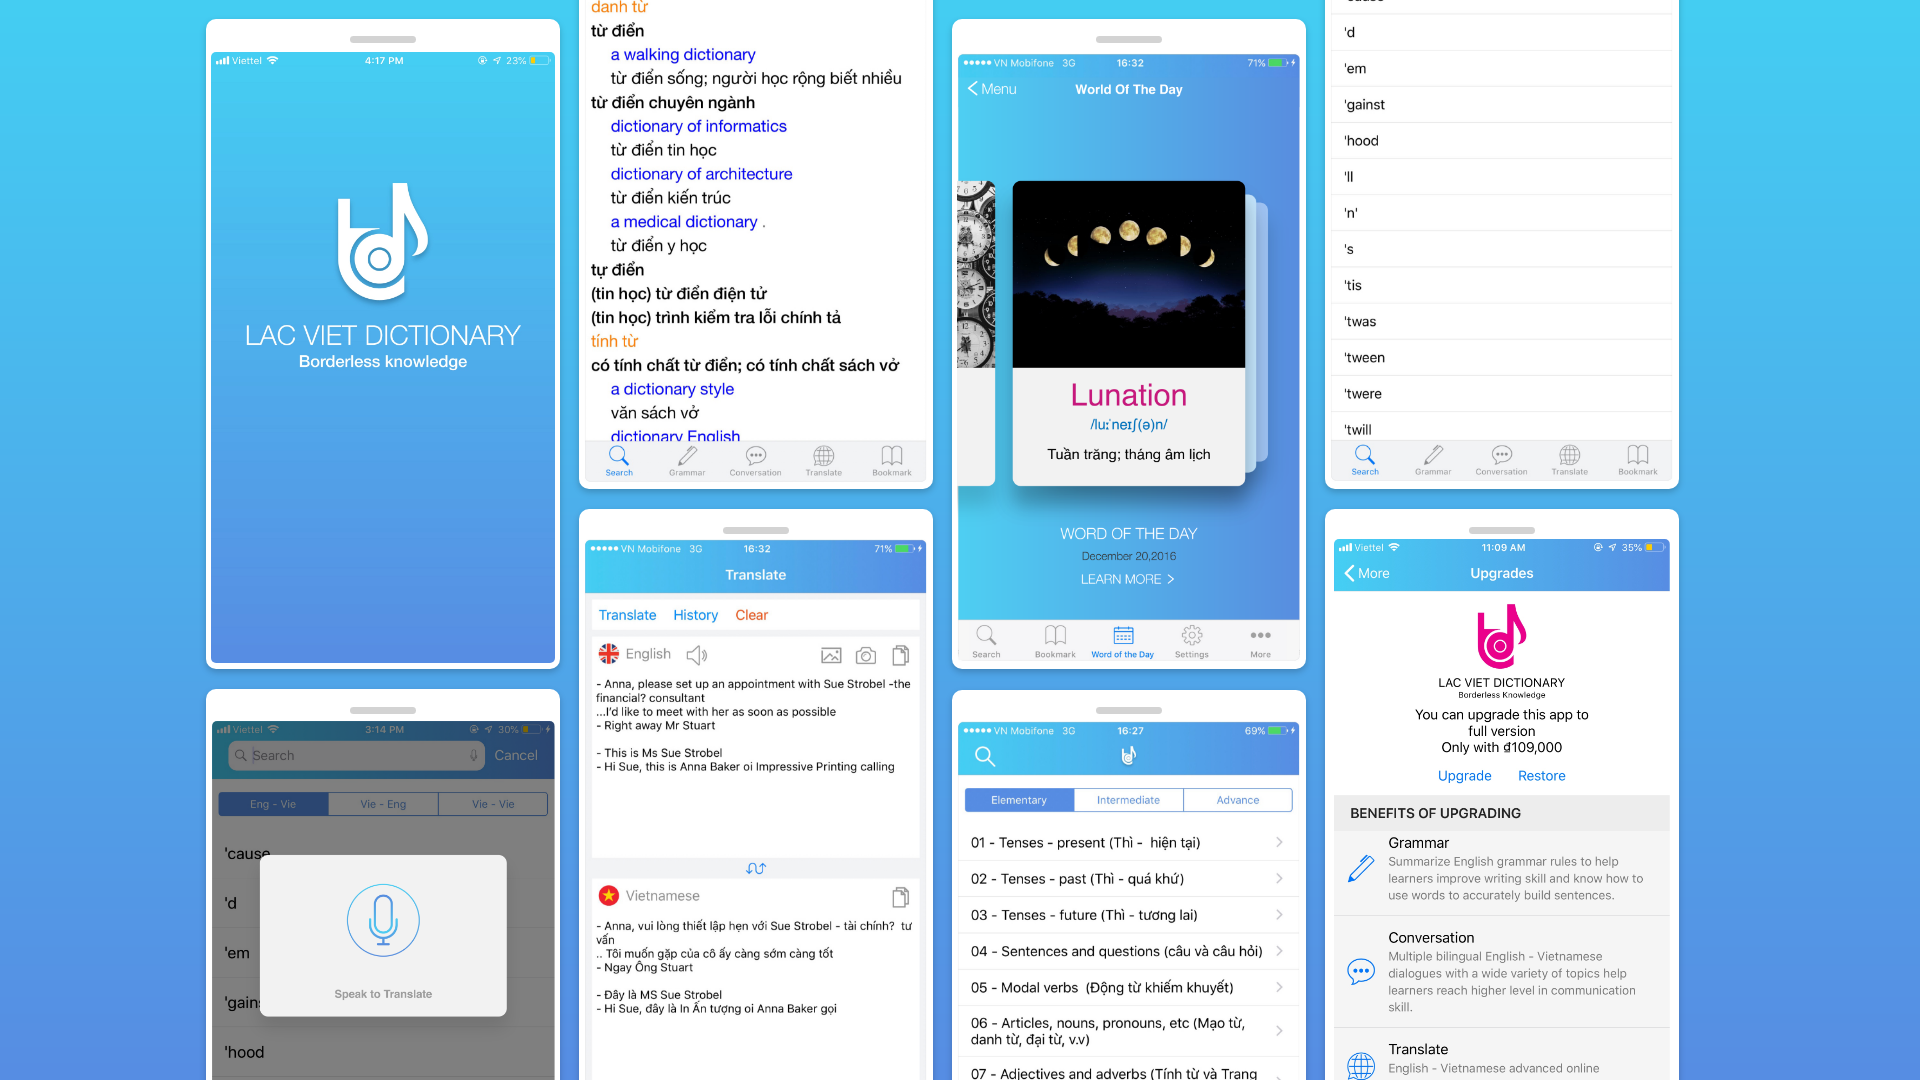 Viettel 4:17 PM 23%
LAC VIET DICTIONARY
Borderless knowledge
Viettel 3:14 PM 30%
Search Cancel
Eng - Vie Vie - Eng Vie - Vie
'cause
'd
'em
'gain
'hood
Speak to Translate
danh từ
từ điển
a walking dictionary
từ điển sống; người học rộng biết nhiều
từ điển chuyên ngành
dictionary of informatics
từ điển tin học
dictionary of architecture
từ điển kiến trúc
a medical dictionary .
từ điển y học
tự điển
(tin học) từ điển điện tử
(tin học) trình kiểm tra lỗi chính tả
tính từ
có tính chất từ điển; có tính chất sách vở
a dictionary style
văn sách vở
dictionary English
Search Grammar Conversation Translate Bookmark
VN Mobifone 3G 16:32 71%
Translate
Translate History Clear
English
- Anna, please set up an appointment with Sue Strobel -the
financial? consultant
...I'd like to meet with her as soon as possible
- Right away Mr Stuart
- This is Ms Sue Strobel
- Hi Sue, this is Anna Baker oi Impressive Printing calling
Vietnamese
- Anna, vui lòng thiết lập hẹn với Sue Strobel - tài chính? tư
vấn
.. Tôi muốn gặp của cô ấy càng sớm càng tốt
- Ngay Ông Stuart
- Đây là MS Sue Strobel
- Hi Sue, đây là In Ấn tượng oi Anna Baker gọi
VN Mobifone 3G 16:32 71%
Menu World Of The Day
Lunation
/luːˈneɪʃ(ə)n/
Tuần trăng; tháng âm lịch
WORD OF THE DAY
December 20,2016
LEARN MORE >
Search Bookmark Word of the Day Settings More
VN Mobifone 3G 16:27 69%
Elementary Intermediate Advance
01 - Tenses - present (Thì - hiện tại)
02 - Tenses - past (Thì - quá khứ)
03 - Tenses - future (Thì - tương lai)
04 - Sentences and questions (câu và câu hỏi)
05 - Modal verbs (Động từ khiếm khuyết)
06 - Articles, nouns, pronouns, etc (Mạo từ,
danh từ, đại từ, v.v)
07 - Adjectives and adverbs (Tính từ và Trạng
'cause
'd
'em
'gainst
'hood
'll
'n'
's
'tis
'twas
'tween
'twere
'twill
Search Grammar Conversation Translate Bookmark
Viettel 11:09 AM 35%
More Upgrades
LAC VIET DICTIONARY
Borderless Knowledge
You can upgrade this app to
full version
Only with ₫109,000
Upgrade Restore
BENEFITS OF UPGRADING
Grammar
Summarize English grammar rules to help
learners improve writing skill and know how to
use words to accurately build sentences.
Conversation
Multiple bilingual English - Vietnamese
dialogues with a wide variety of topics help
learners reach higher level in communication
skill.
Translate
English - Vietnamese advanced online